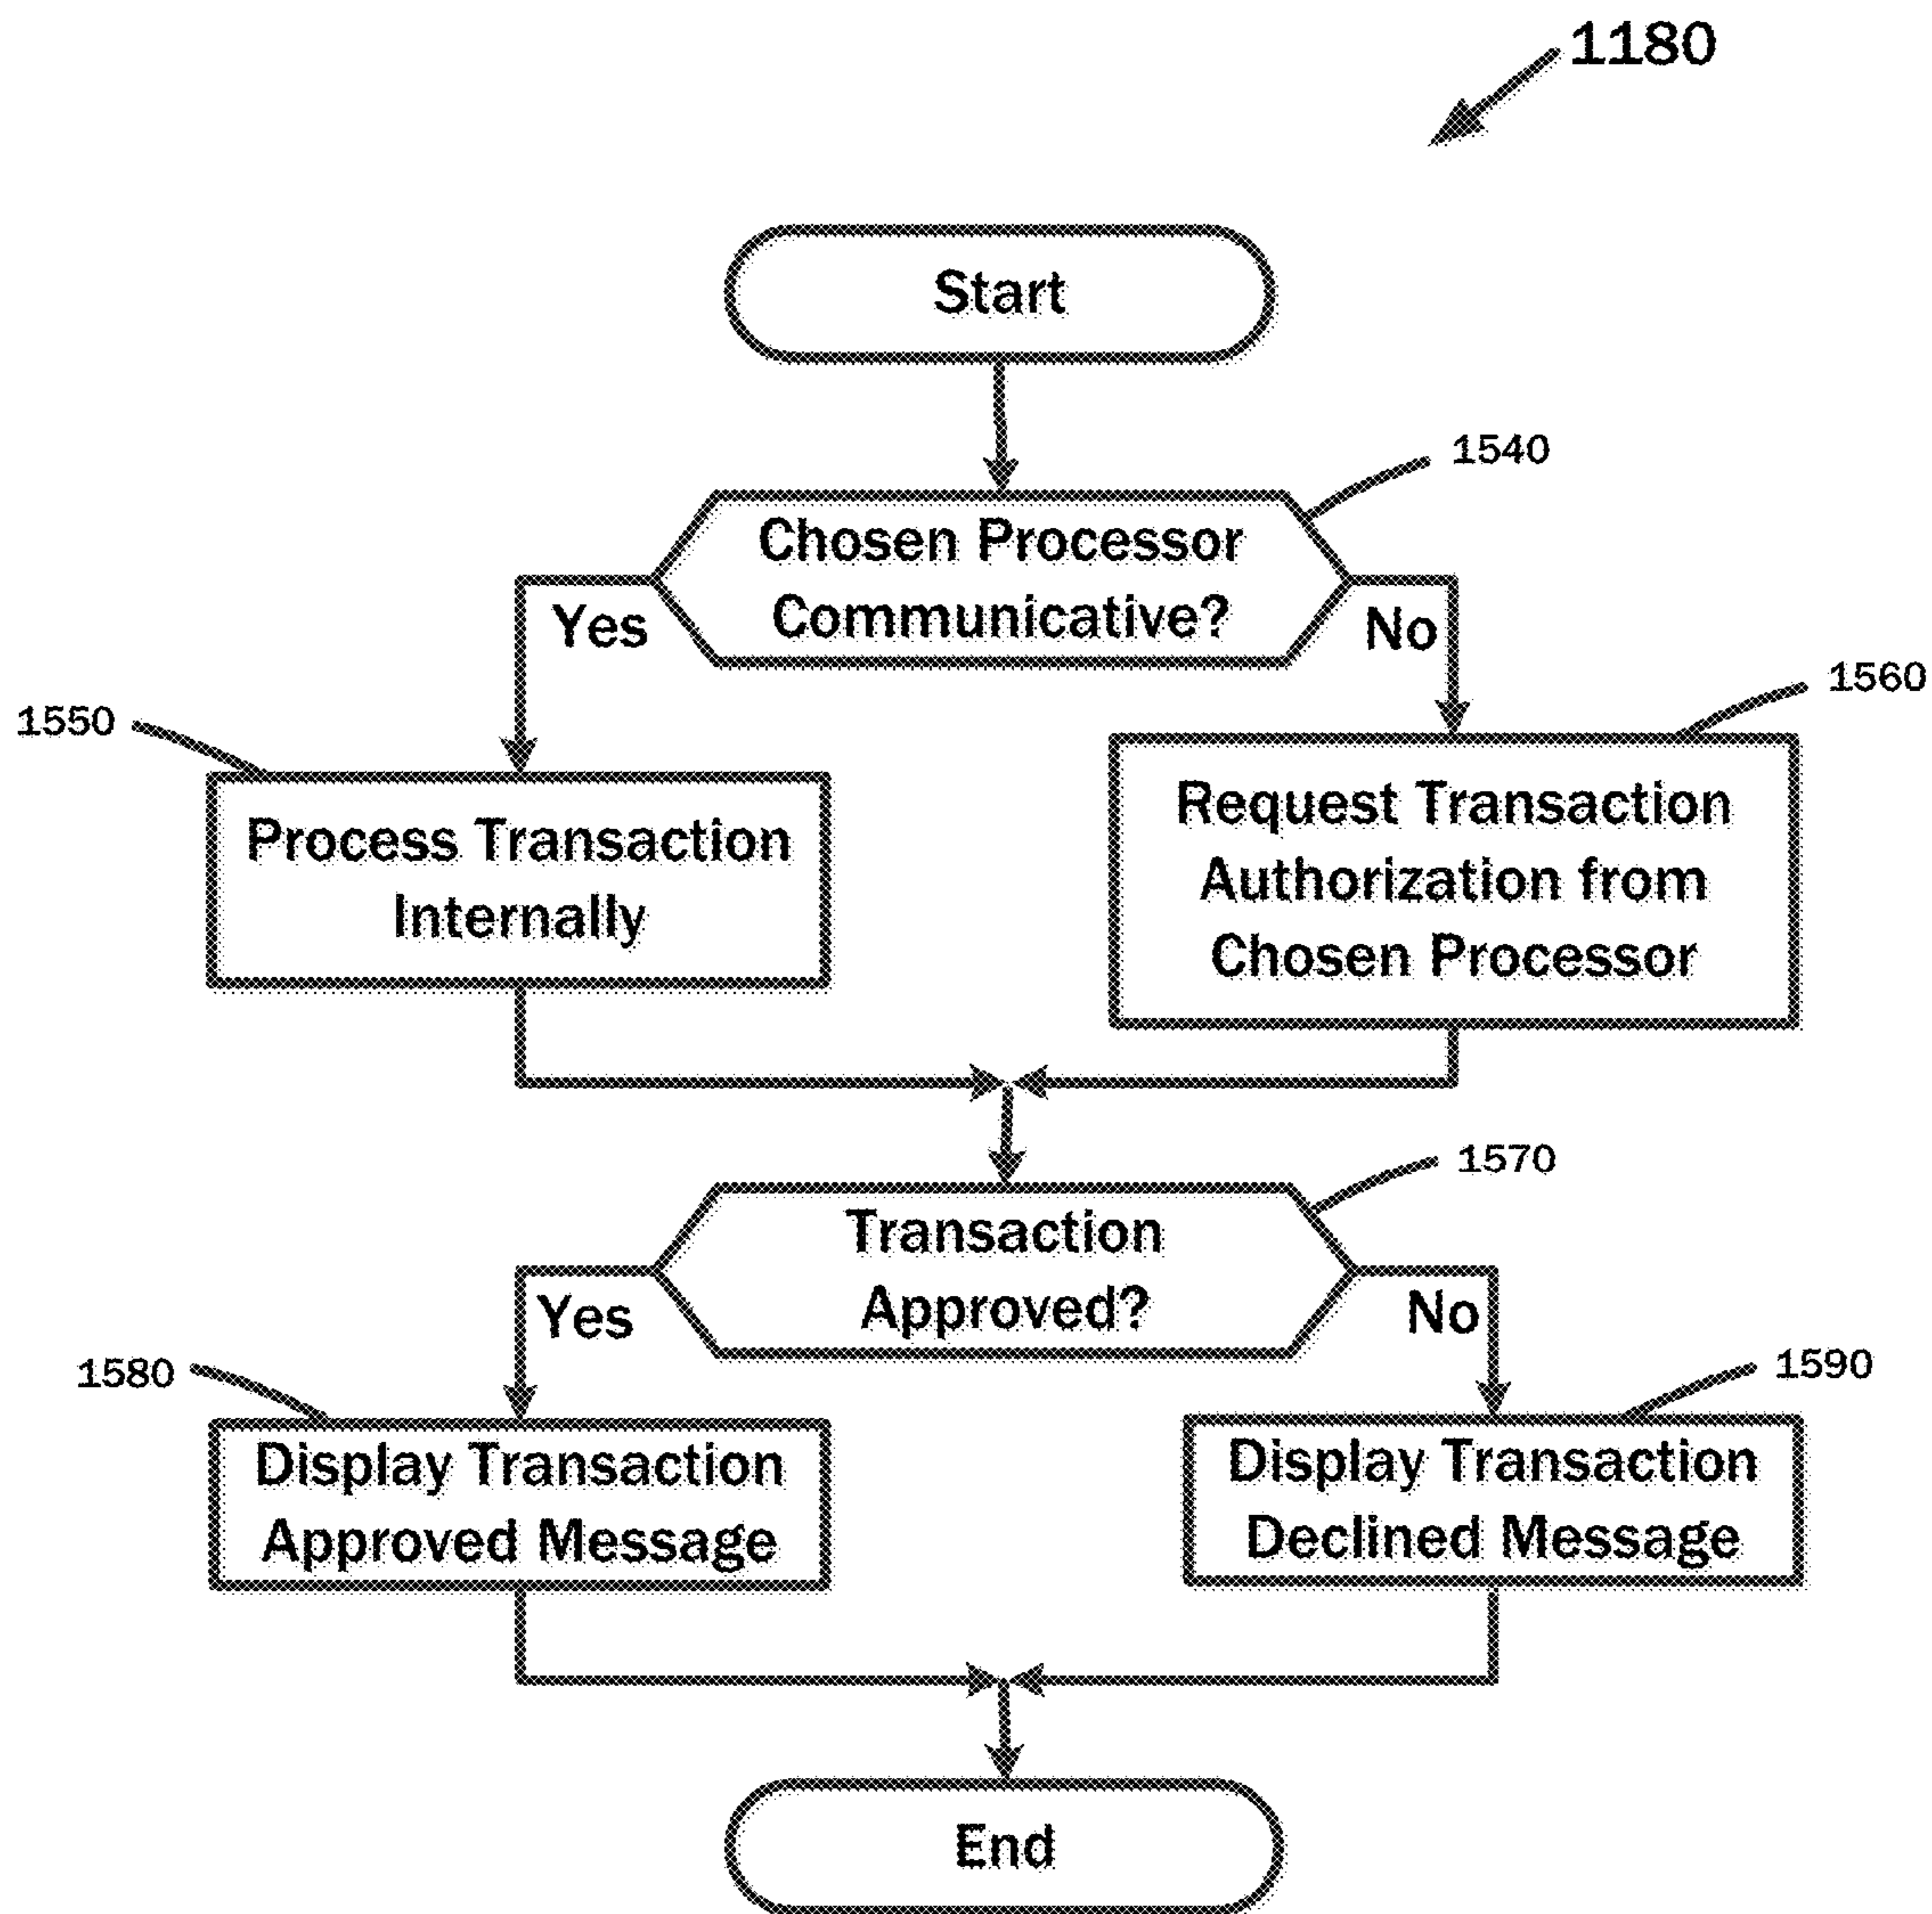 1180
Start
1540
Chosen Processor
Communicative?
Yes
No
1560
1550
Process Transaction
Internally
Request Transaction
Authorization from
Chosen Processor
1570
Transaction
Approved?
Yes
No
1580
1590
Display Transaction
Approved Message
Display Transaction
Declined Message
End